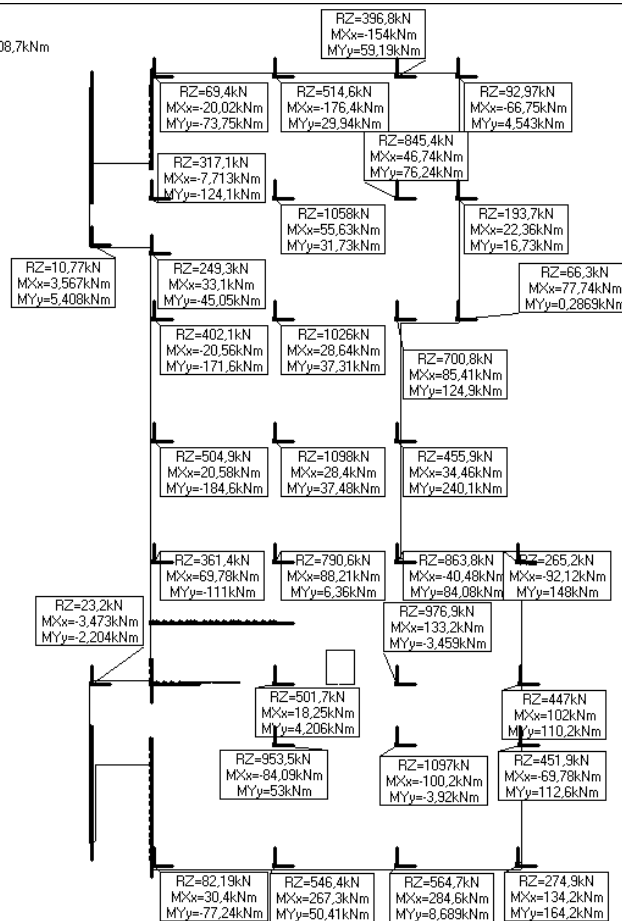 RZ=396,8kN
MXx=-154kNm
MYy=59,19kNm
08,7kNm
RZ=69,4kN
MXx=-20,02kNm
MYy=-73,75kNm
RZ=514,6kN
MXx=-176,4kNm
MYy=29,94kNm
RZ=92,97kN
MXx=-66,75kNm
MYy=4,543kNm
RZ=845,4kN
MXx=46,74kNm
MYy=76,24kNm
RZ=317,1kN
MXx=-7,713kNm
MYy=-124,1kNm
RZ=1058kN
MXx=55,63kNm
MYy=31,73kNm
RZ=193,7kN
MXx=22,36kNm
MYy=16,73kNm
RZ=10,77kN
MXx=3,567kNm
MYy=5,408kNm
RZ=249,3kN
MXx=33,1kNm
MYy=-45,05kNm
RZ=66,3kN
MXx=77,74kNm
MYy=0,2869kNm
RZ=402,1kN
MXx=-20,56kNm
MYy=-171,6kNm
RZ=1026kN
MXx=28,64kNm
MYy=37,31kNm
RZ=700,8kN
MXx=85,41kNm
MYy=124,9kNm
RZ=504,9kN
MXx=20,58kNm
MYy=-184,6kNm
RZ=1098kN
MXx=28,4kNm
MYy=37,48kNm
RZ=455,9kN
MXx=34,46kNm
MYy=240,1kNm
RZ=361,4kN
MXx=69,78kNm
MYy=-111kNm
RZ=790,6kN
MXx=88,21kNm
MYy=6,36kNm
RZ=863,8kN
MXx=-40,48kNm
MYy=84,08kNm
RZ=265,2kN
MXx=-92,12kNm
MYy=148kNm
RZ=23,2kN
MXx=-3,473kNm
MYy=-2,204kNm
RZ=976,9kN
MXx=133,2kNm
MYy=-3,459kNm
RZ=501,7kN
MXx=18,25kNm
MYy=4,206kNm
RZ=447kN
MXx=102kNm
MYy=110,2kNm
RZ=953,5kN
MXx=-84,09kNm
MYy=53kNm
RZ=1097kN
MXx=-100,2kNm
MYy=-3,92kNm
RZ=451,9kN
MXx=-69,78kNm
MYy=112,6kNm
RZ=82,19kN
MXx=30,4kNm
MYy=-77,24kNm
RZ=546,4kN
MXx=267,3kNm
MYy=50,41kNm
RZ=564,7kN
MXx=284,6kNm
MYy=8,689kNm
RZ=274,9kN
MXx=134,2kNm
MYy=164,2kNm